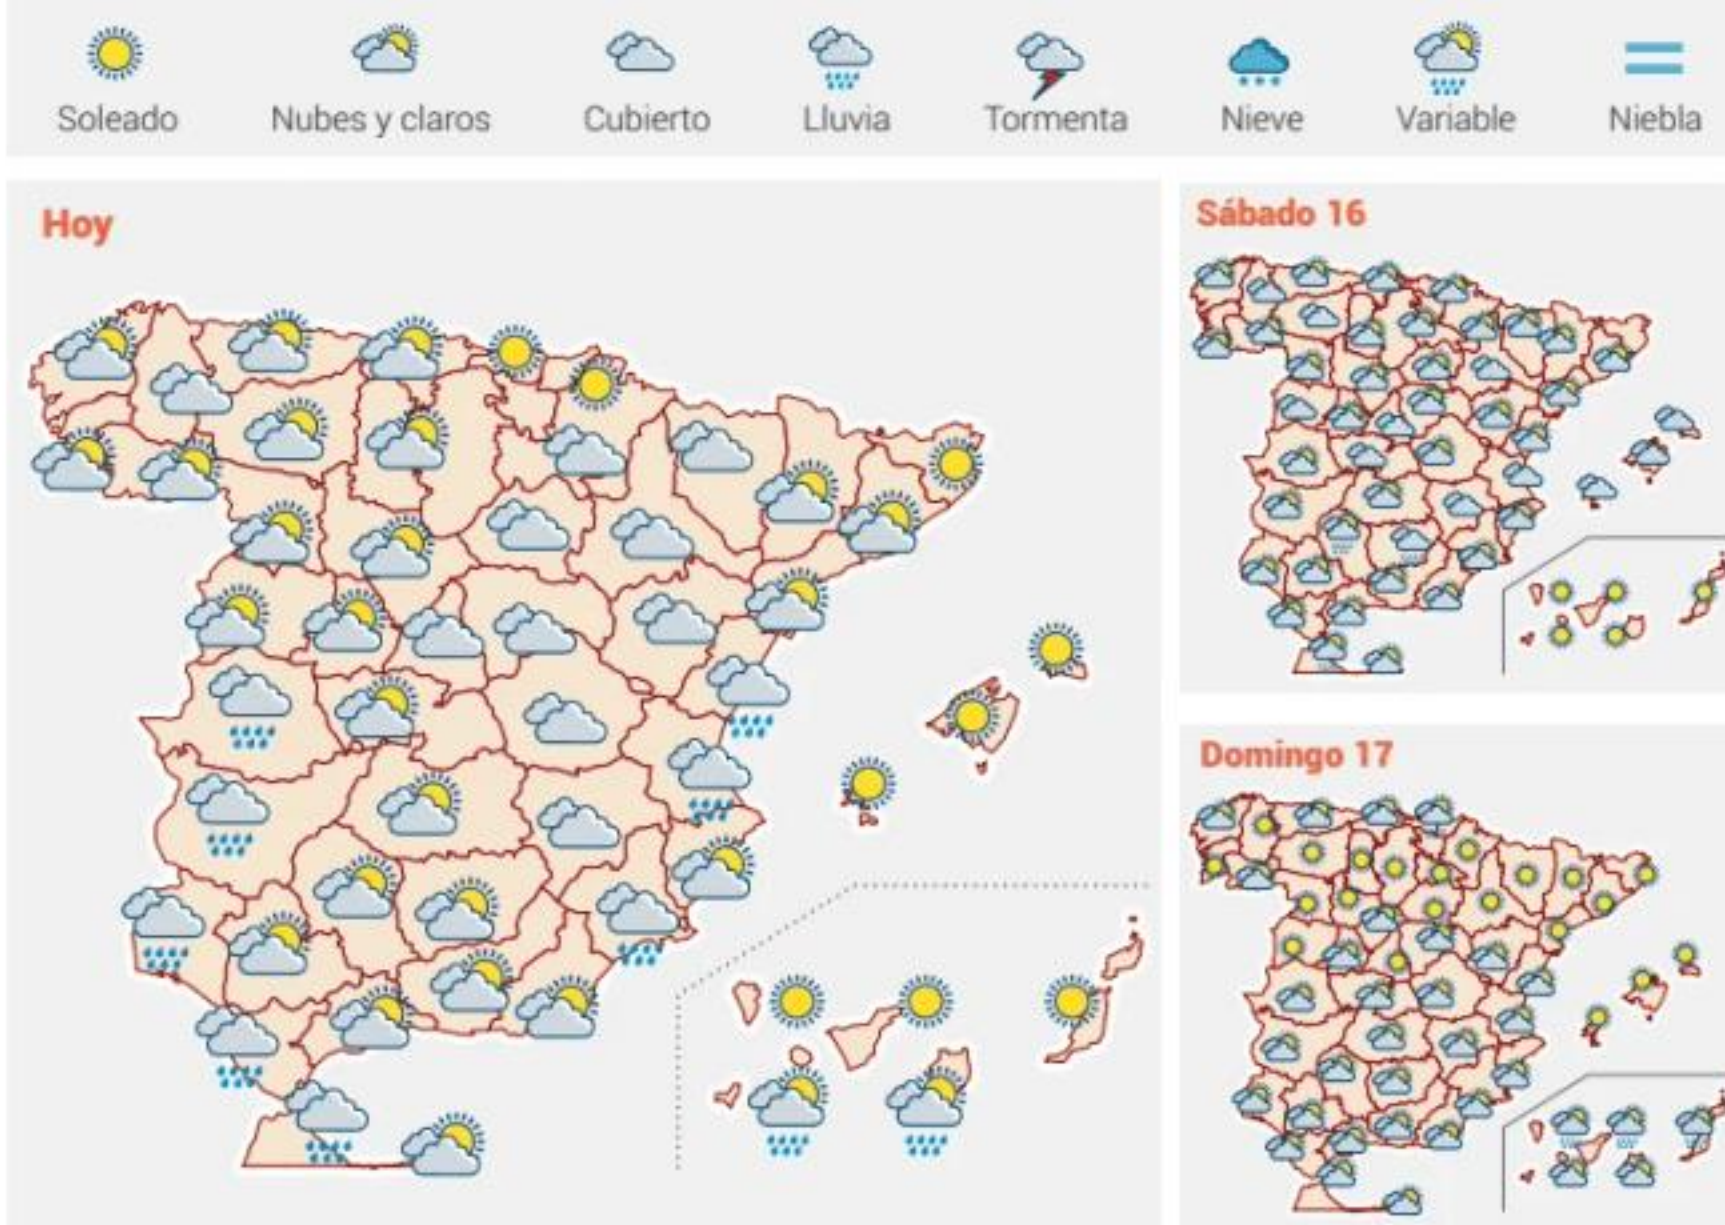 Soleado
Nubes y claros
Cubierto
Lluvia
Tormenta
Nieve
Variable
Niebla
Hoy
Sábado 16
Domingo 17